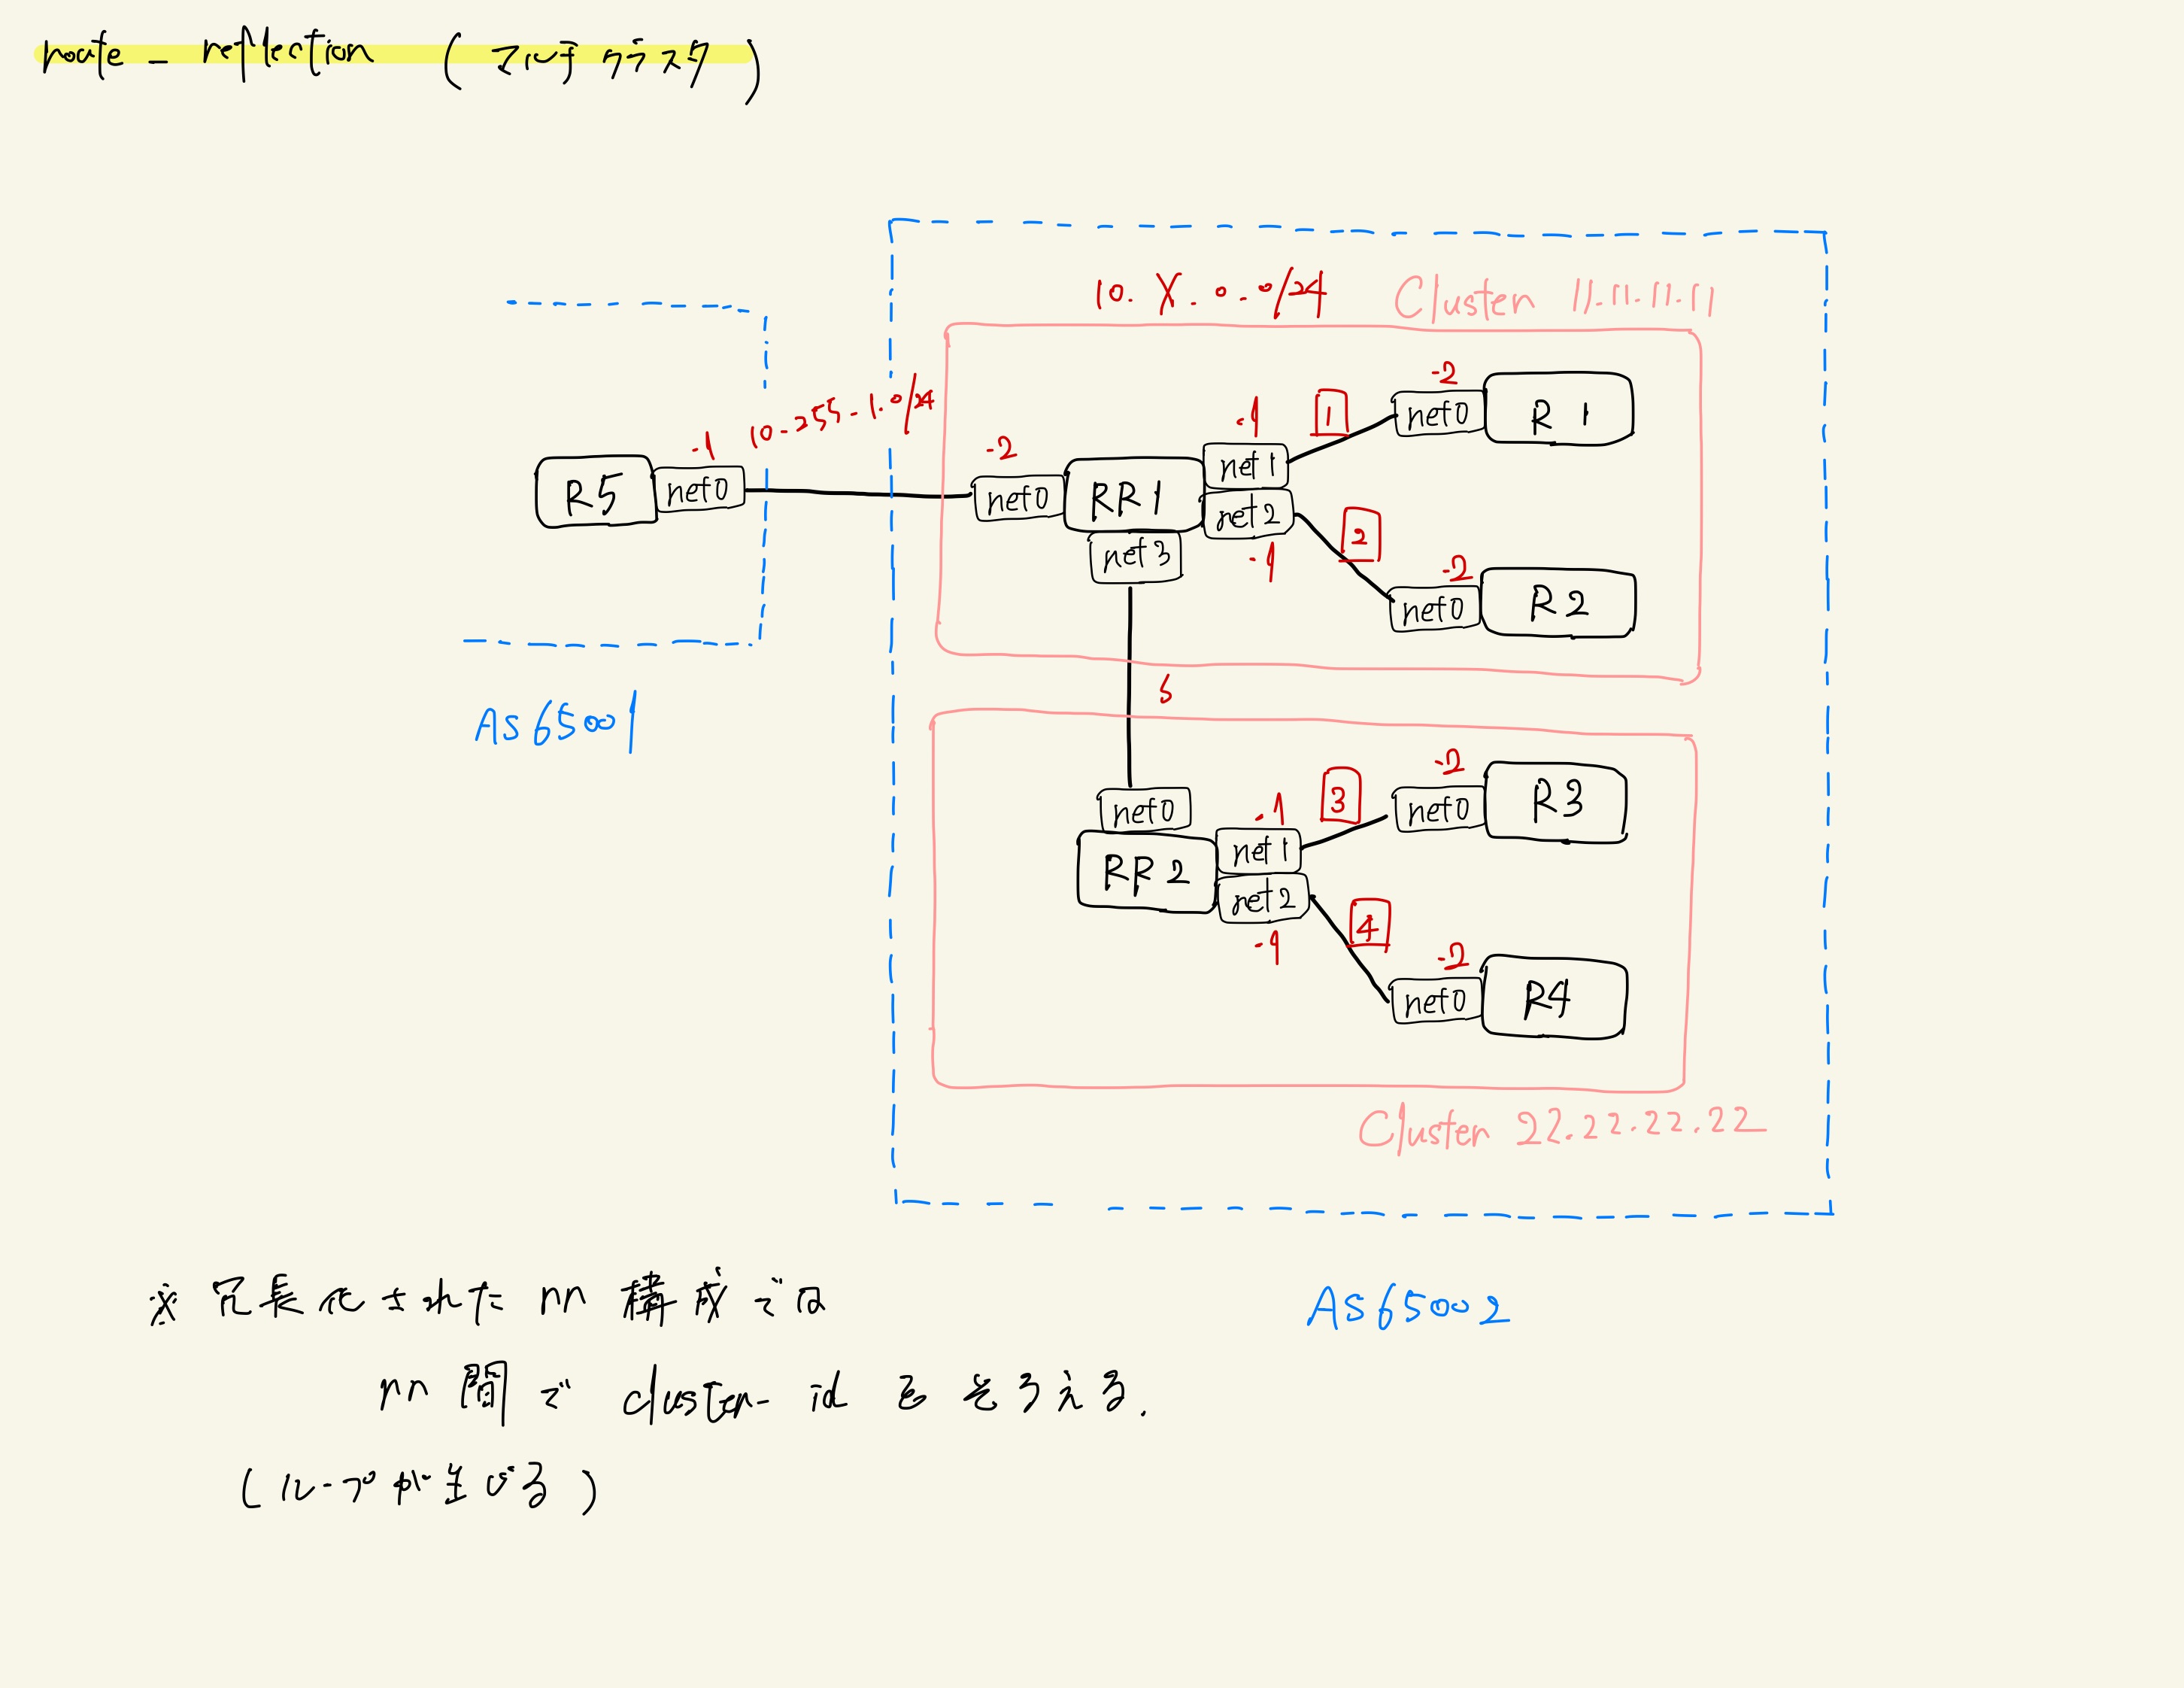 route-reflection (マルチクラスタ)
10.X.0.0/24
Cluster 11.11.11.11
10.255.1.0/24
R5
net0
.1
.2
net0
RR1
net1
.1
net2
.1
net3
1
.2
net0
R1
2
.2
net0
R2
AS65001
5
net0
RR2
net1
.1
net2
.1
3
.2
net0
R3
4
.2
net0
R4
Cluster 22.22.22.22
AS65002
※冗長化された rr 構成では
rr間で cluster-id をそろえる.
(ループが生じる)